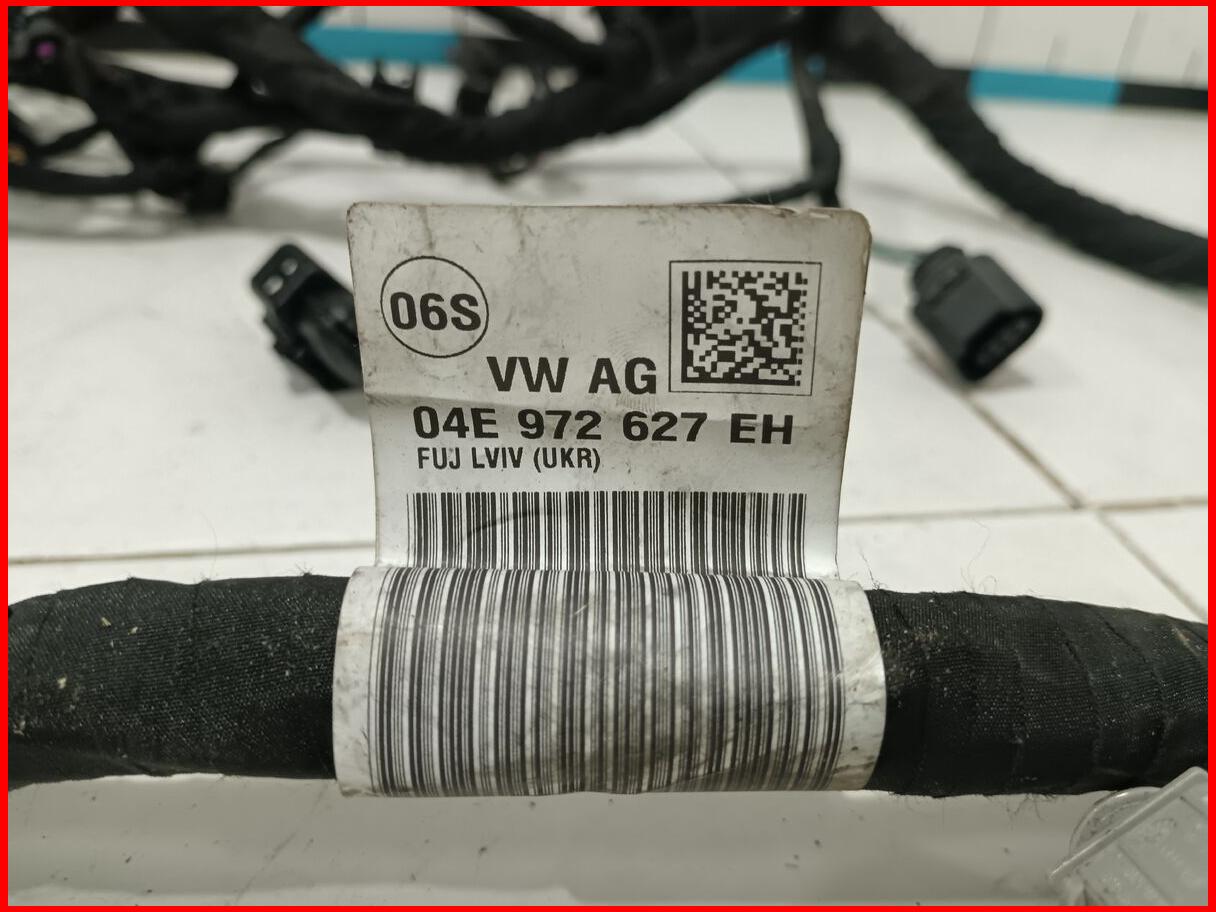 06S
VW AG
04E 972 627 EH
FUJ LVIV (UKR)